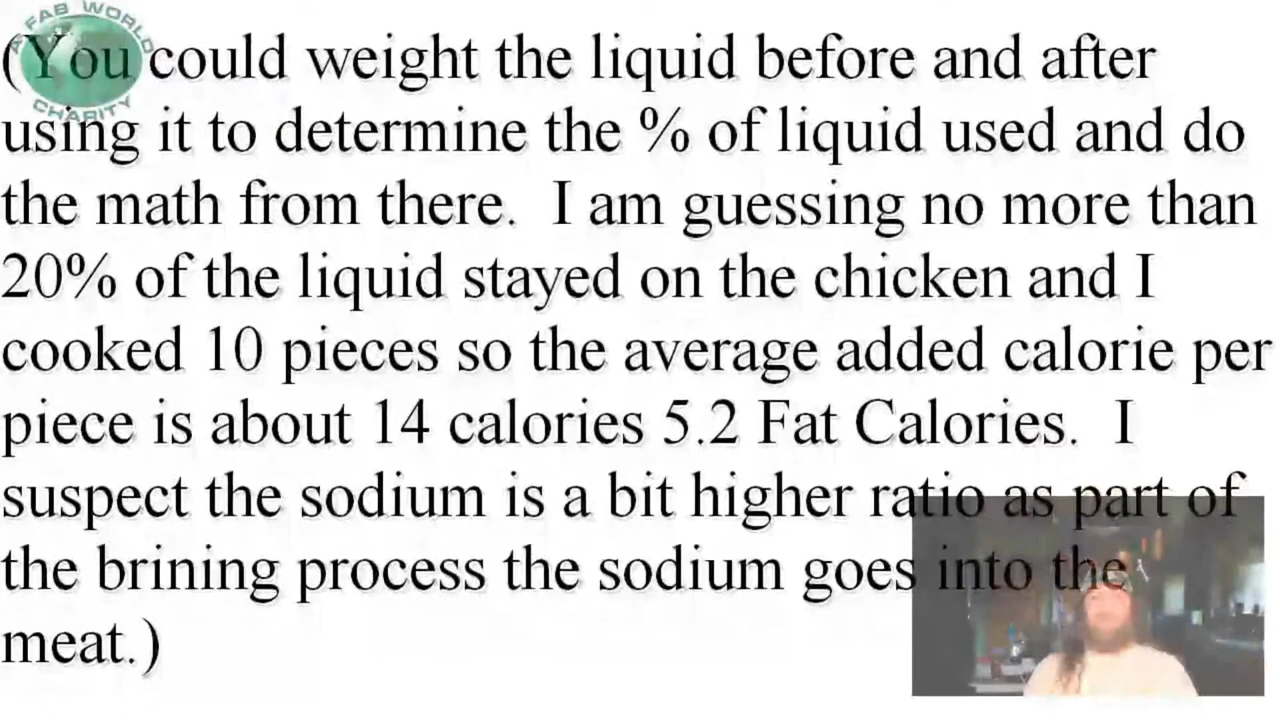 A FAB WORLD
CHARITY
(You could weight the liquid before and after
using it to determine the % of liquid used and do
the math from there.  I am guessing no more than
20% of the liquid stayed on the chicken and I
cooked 10 pieces so the average added calorie per
piece is about 14 calories 5.2 Fat Calories.  I
suspect the sodium is a bit higher ratio as part of
the brining process the sodium goes into the
meat.)